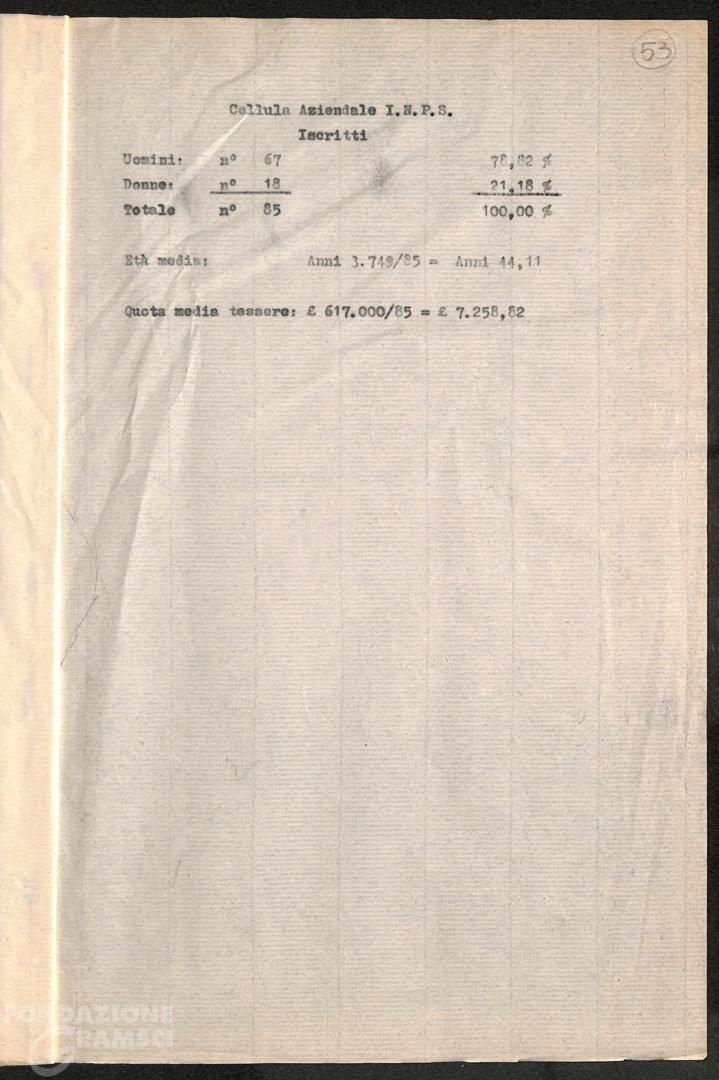 53
Cellula Aziendale I.N.P.S.
Iscritti
Uomini: n° 67 78,82 %
Donne: n° 18 21,18 %
Totale n° 85 100,00 %
Età media: Anni 3.749/85 = Anni 44,11
Quota media tessere: £ 617.000/85 = £ 7.258,82
FONDAZIONE
GRAMSCI